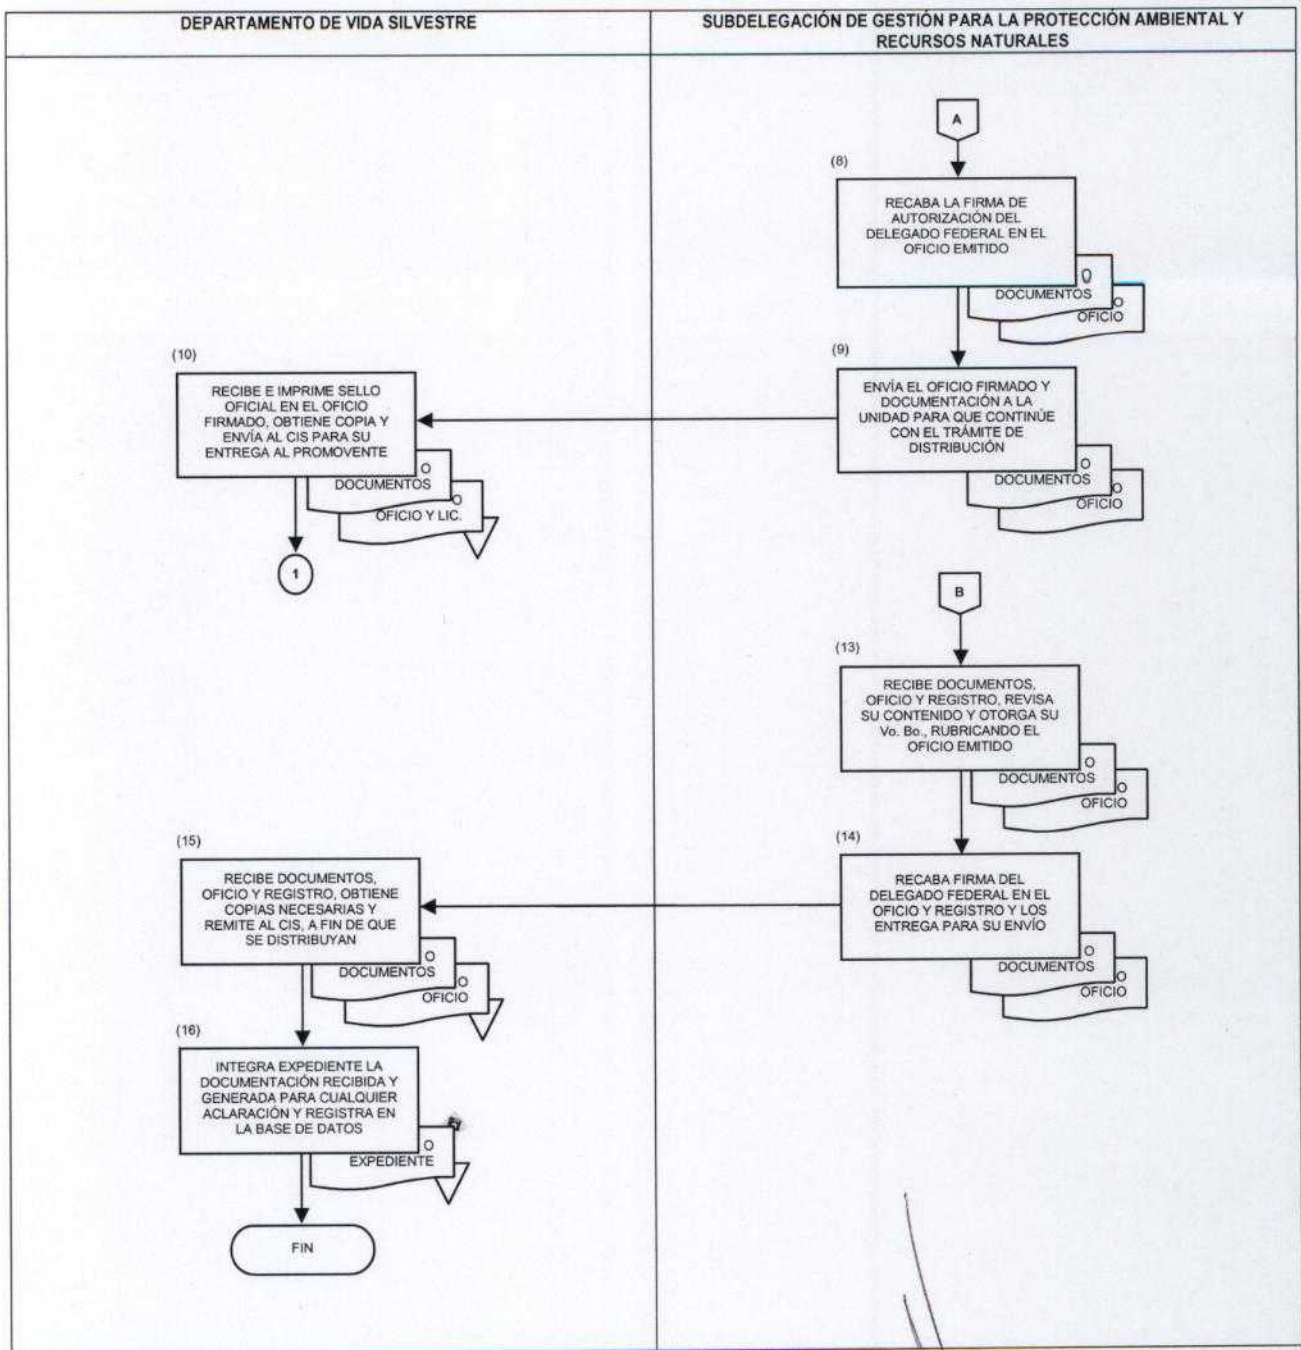 DEPARTAMENTO DE VIDA SILVESTRE
SUBDELEGACIÓN DE GESTIÓN PARA LA PROTECCIÓN AMBIENTAL Y
RECURSOS NATURALES
A
(8)
RECABA LA FIRMA DE
AUTORIZACIÓN DEL
DELEGADO FEDERAL EN EL
OFICIO EMITIDO
O
DOCUMENTOS
O
OFICIO
(9)
ENVÍA EL OFICIO FIRMADO Y
DOCUMENTACIÓN A LA
UNIDAD PARA QUE CONTINÚE
CON EL TRÁMITE DE
DISTRIBUCIÓN
O
DOCUMENTOS
O
OFICIO
(10)
RECIBE E IMPRIME SELLO
OFICIAL EN EL OFICIO
FIRMADO, OBTIENE COPIA Y
ENVÍA AL CIS PARA SU
ENTREGA AL PROMOVENTE
O
DOCUMENTOS
O
OFICIO Y LIC.
1
B
(13)
RECIBE DOCUMENTOS,
OFICIO Y REGISTRO, REVISA
SU CONTENIDO Y OTORGA SU
Vo. Bo., RUBRICANDO EL
OFICIO EMITIDO
O
DOCUMENTOS
O
OFICIO
(14)
RECABA FIRMA DEL
DELEGADO FEDERAL EN EL
OFICIO Y REGISTRO Y LOS
ENTREGA PARA SU ENVÍO
O
DOCUMENTOS
O
OFICIO
(15)
RECIBE DOCUMENTOS,
OFICIO Y REGISTRO, OBTIENE
COPIAS NECESARIAS Y
REMITE AL CIS, A FIN DE QUE
SE DISTRIBUYAN
O
DOCUMENTOS
O
OFICIO
(16)
INTEGRA EXPEDIENTE LA
DOCUMENTACIÓN RECIBIDA Y
GENERADA PARA CUALQUIER
ACLARACIÓN Y REGISTRA EN
LA BASE DE DATOS
O
EXPEDIENTE
FIN